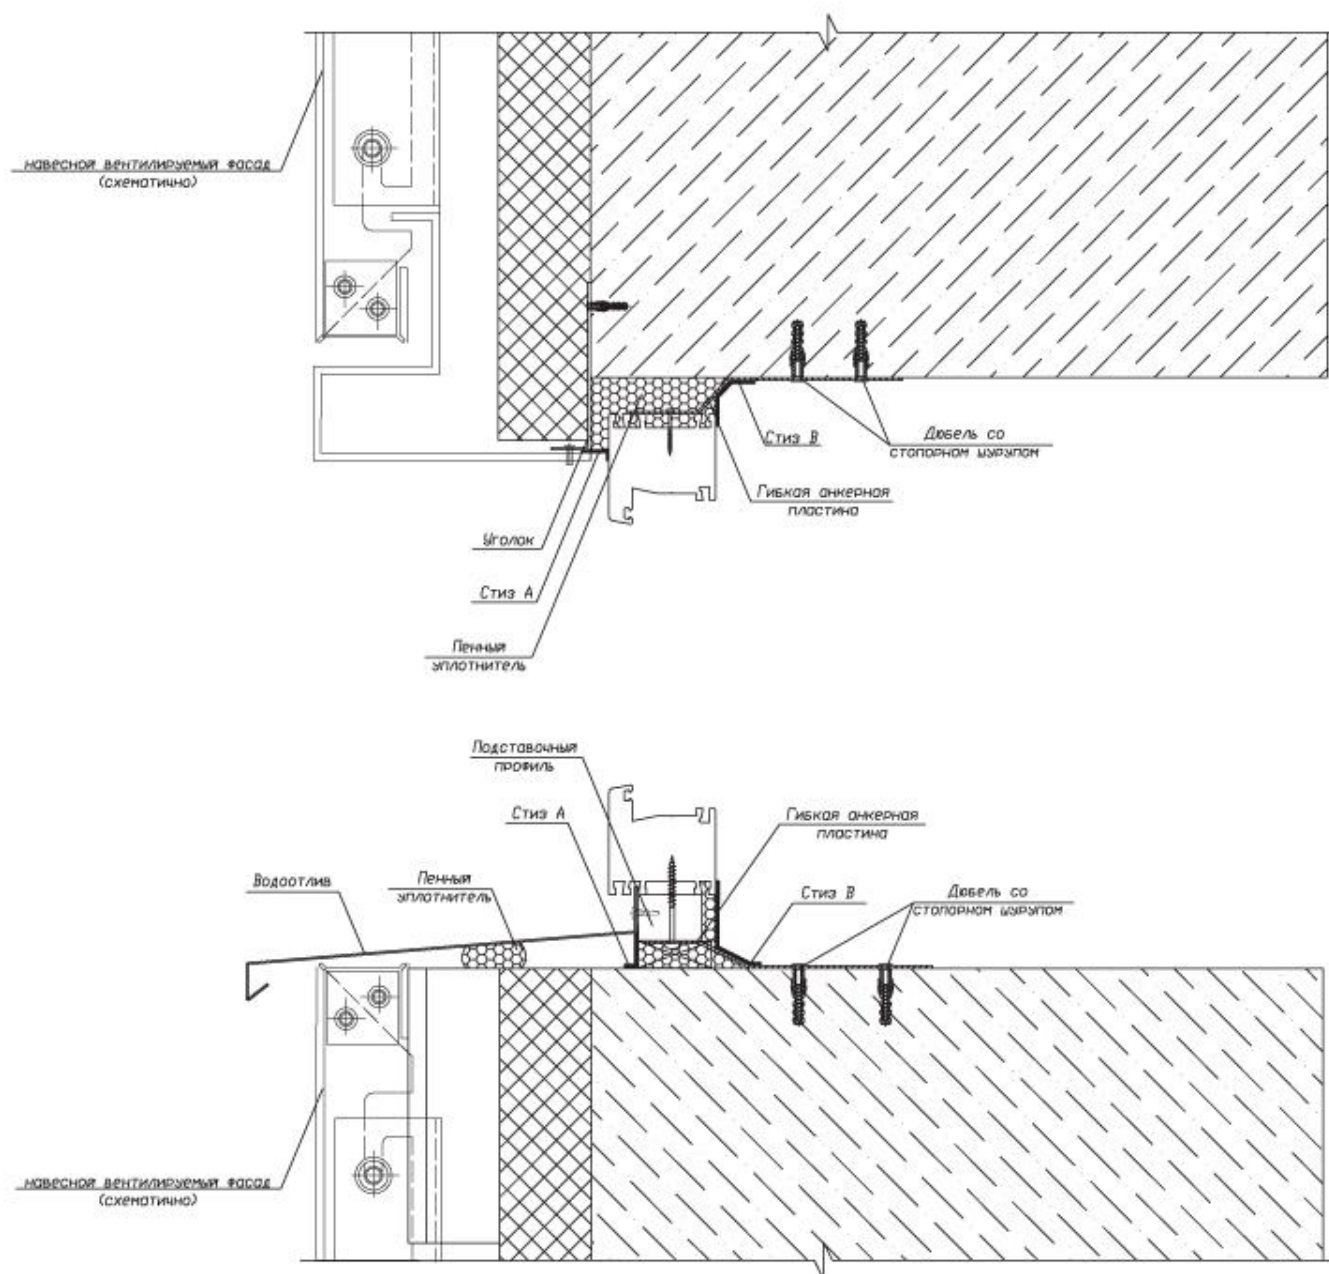 навесной вентилируемый фасад
(схематично)
Стиз В
Дюбель со
стопорном шурупом
Гибкая анкерная
пластина
Уголок
Стиз А
Пенный
уплотнитель
Подставочный
профиль
Стиз А
Гибкая анкерная
пластина
Водоотлив
Пенный
уплотнитель
Стиз В
Дюбель со
стопорном шурупом
навесной вентилируемый фасад
(схематично)